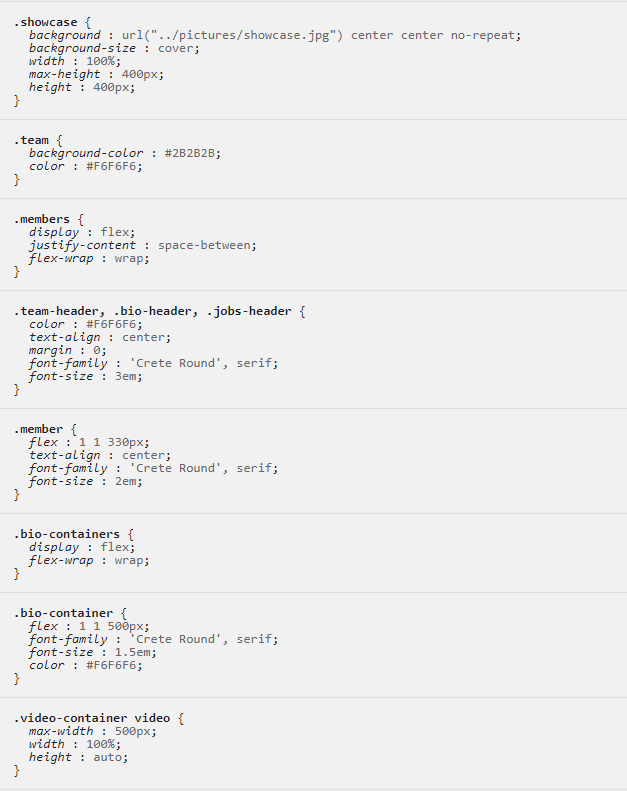 .showcase {
background : url("../pictures/showcase.jpg") center center no-repeat;
background-size : cover;
width : 100%;
max-height : 400px;
height : 400px;
}
.team {
background-color : #2B2B2B;
color : #F6F6F6;
}
.members {
display : flex;
justify-content : space-between;
flex-wrap : wrap;
}
.team-header, .bio-header, .jobs-header {
color : #F6F6F6;
text-align : center;
margin : 0;
font-family : 'Crete Round', serif;
font-size : 3em;
}
.member {
flex : 1 1 330px;
text-align : center;
font-family : 'Crete Round', serif;
font-size : 2em;
}
.bio-containers {
display : flex;
flex-wrap : wrap;
}
.bio-container {
flex : 1 1 500px;
font-family : 'Crete Round', serif;
font-size : 1.5em;
color : #F6F6F6;
}
.video-container video {
max-width : 500px;
width : 100%;
height : auto;
}